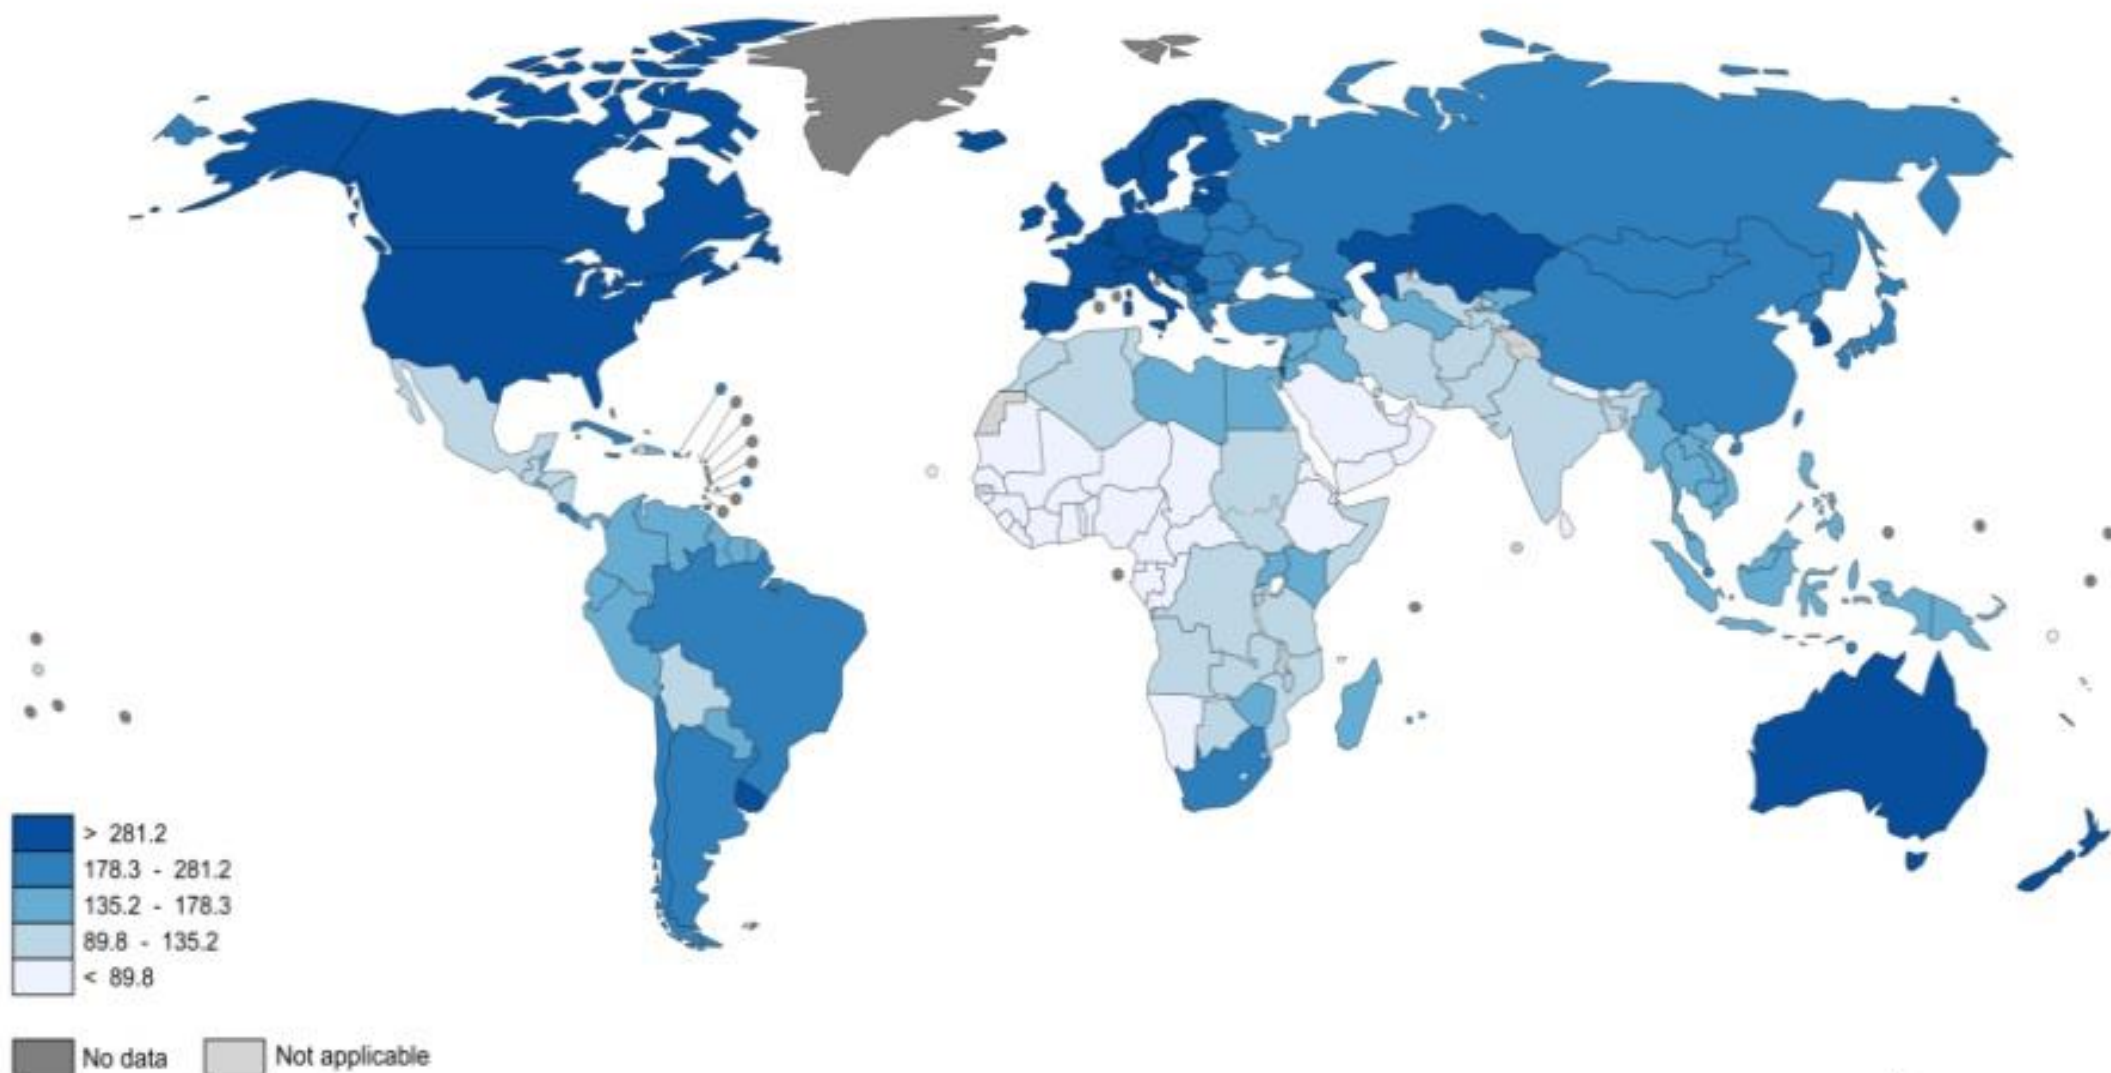 > 281.2
178.3 - 281.2
135.2 - 178.3
89.8 - 135.2
< 89.8
No data
Not applicable